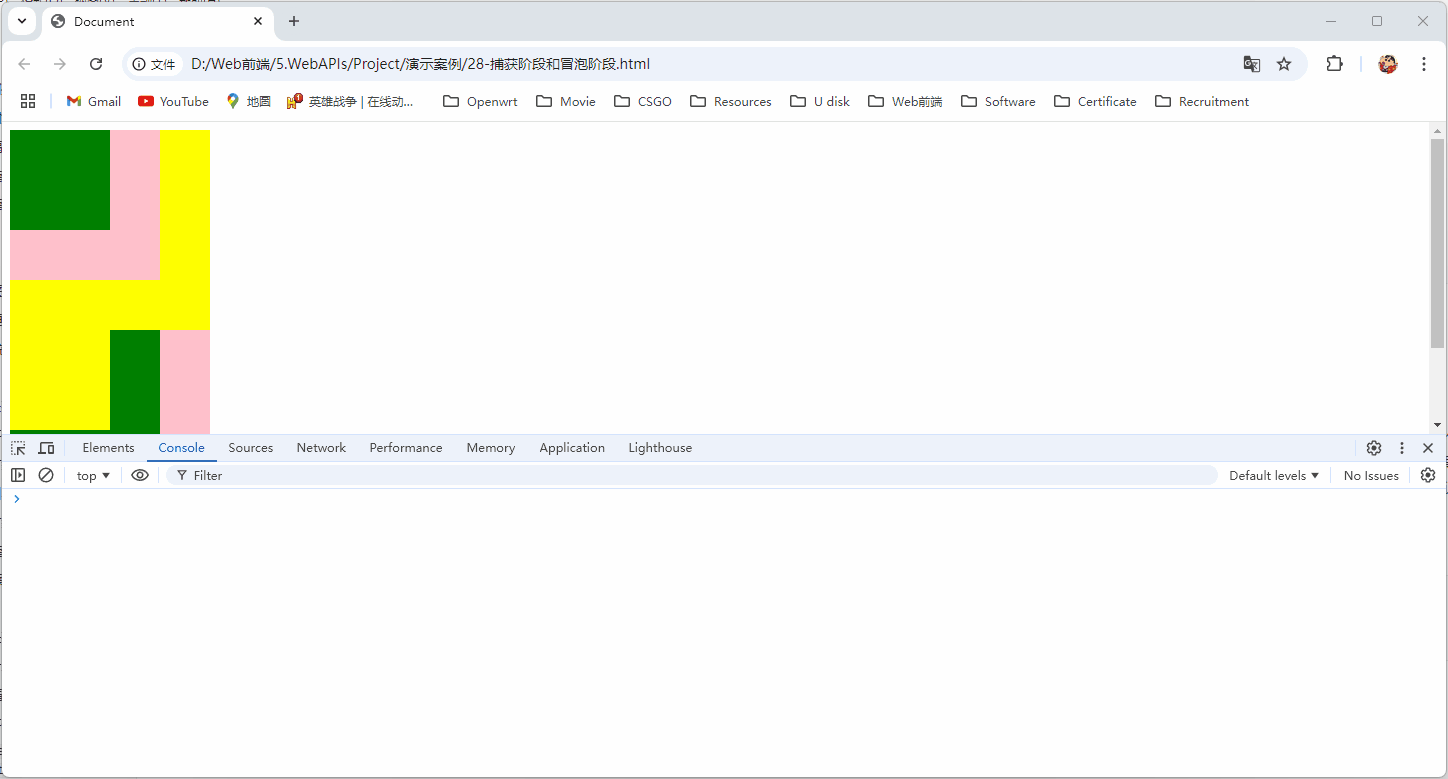 Document
文件 D:/Web前端/5.WebAPIs/Project/演示案例/28-捕获阶段和冒泡阶段.html
Gmail YouTube 地圖 英雄战争 | 在线动... Openwrt Movie CSGO Resources U disk Web前端 Software Certificate Recruitment
Elements Console Sources Network Performance Memory Application Lighthouse
top Filter Default levels No Issues